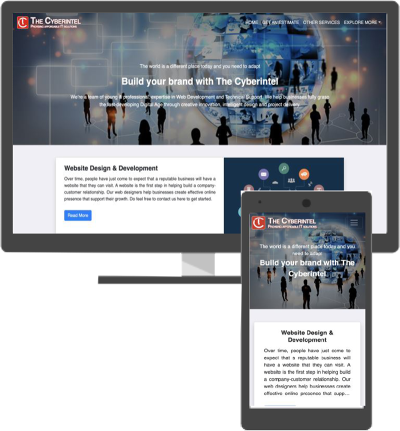 THE CYBERINTEL
PROVIDING AFFORDABLE IT SOLUTIONS
HOME GET AN ESTIMATE OTHER SERVICES EXPLORE MORE
The world is a different place today and you need to adapt
Build your brand with The Cyberintel
We're a team of young & professional, expertise in Web Development and Technical Support. We help businesses fully grasp
the fast-developing Digital Age through creative innovation, intelligent design and project delivery
Website Design & Development
Over time, people have just come to expect that a reputable business will have a
website that they can visit. A website is the first step in helping build a company-
customer relationship. Our web designers help businesses create effective online
presence that support their growth. Do feel free to contact us here to get started.
Read More
THE CYBERINTEL
PROVIDING AFFORDABLE IT SOLUTIONS
The world is a different place today and you
need to adapt
Build your brand with The
Cyberintel
Website Design &
Development
Over time, people have just come to
expect that a reputable business will
have a website that they can visit. A
website is the first step in helping build
a company-customer relationship. Our
web designers help businesses create
effective online presence that supp...